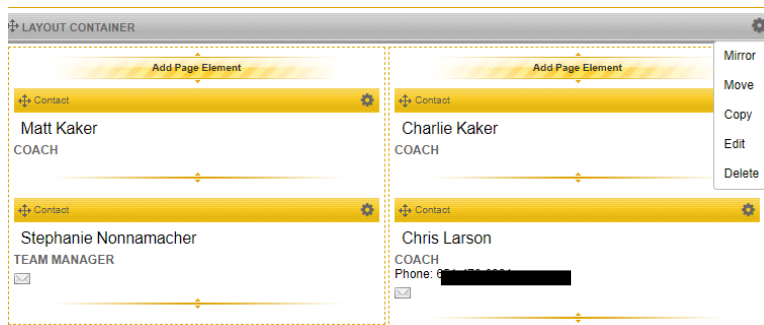 LAYOUT CONTAINER
Mirror
Move
Copy
Edit
Delete
Add Page Element
Contact
Matt Kaker
COACH
Contact
Stephanie Nonnamacher
TEAM MANAGER
Add Page Element
Contact
Charlie Kaker
COACH
Contact
Chris Larson
COACH
Phone: